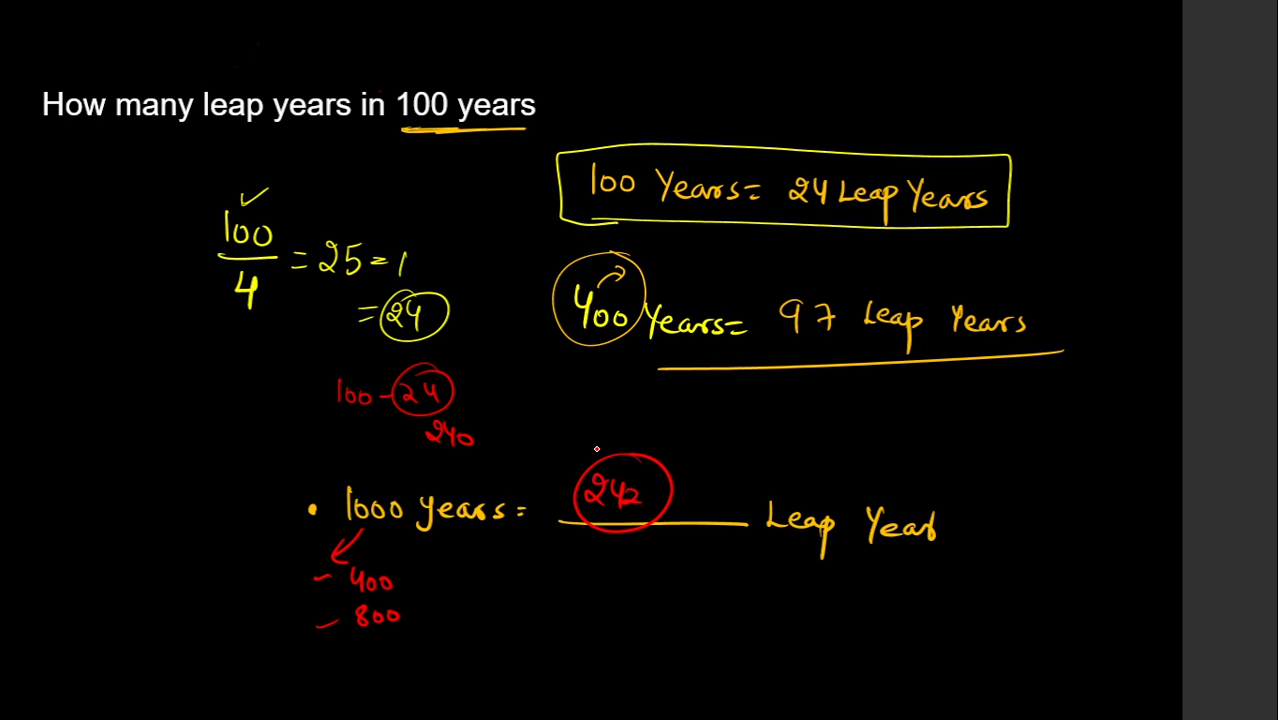 How many leap years in 100 years
100 Years = 24 Leap Years
100
4
= 25 = 1
= 24
400 Years = 97 Leap Years
100 - 24
240
• 1000 years = 242 Leap Year
- 400
- 800